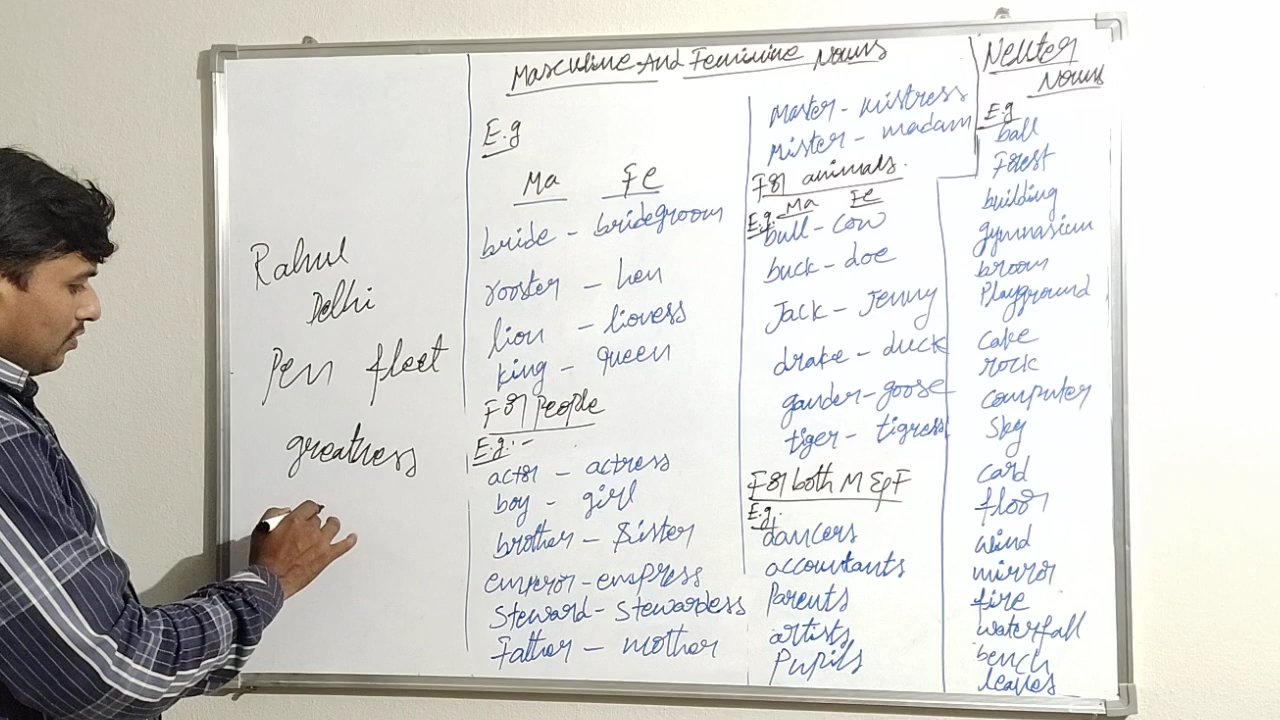 Rahul
Delhi
Pen fleet
greatness
Masculine And Feminine Nouns
E.g
Ma Fe
bride - bridegroom
rooster - hen
lion - lioness
king - queen
For People
E.g:-
actor - actress
boy - girl
brother - Sister
emperor - empress
Steward - Stewardess
Father - mother
Master - mistress
Mister - madam
For animals.
E.g. Ma Fe
bull - cow
buck - doe
Jack - Jenny
drake - duck
gander - goose
tiger - tigress
For both M & F
E.g.
dancers
accountants
Parents
artists
Pupils
Neuter
Nouns
E.g
ball
Forest
building
gymnasium
broom
Playground
cake
rock
computer
Sky
card
floor
wind
mirror
fire
waterfall
bench
leaves